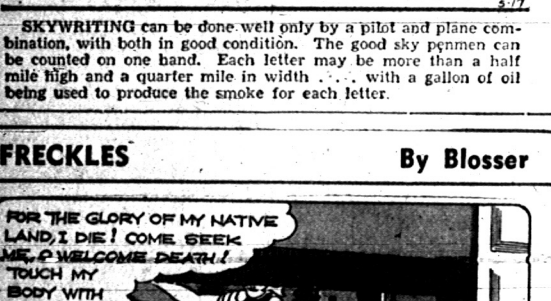 SKYWRITING can be done well only by a pilot and plane com-
bination, with both in good condition. The good sky penmen can
be counted on one hand. Each letter may be more than a half
mile high and a quarter mile in width . . . . with a gallon of oil
being used to produce the smoke for each letter.
FRECKLES By Blosser
FOR THE GLORY OF MY NATIVE
LAND, I DIE! COME SEEK
ME, O WELCOME DEATH!
TOUCH MY
BODY WITH